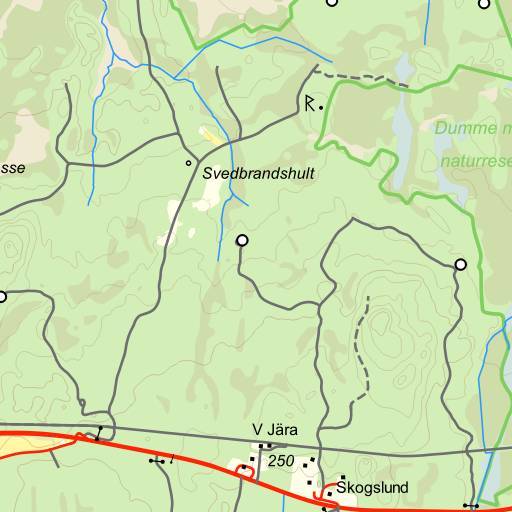 Dumme m
naturrese
sse
Svedbrandshult
V Jära
250
Skogslund